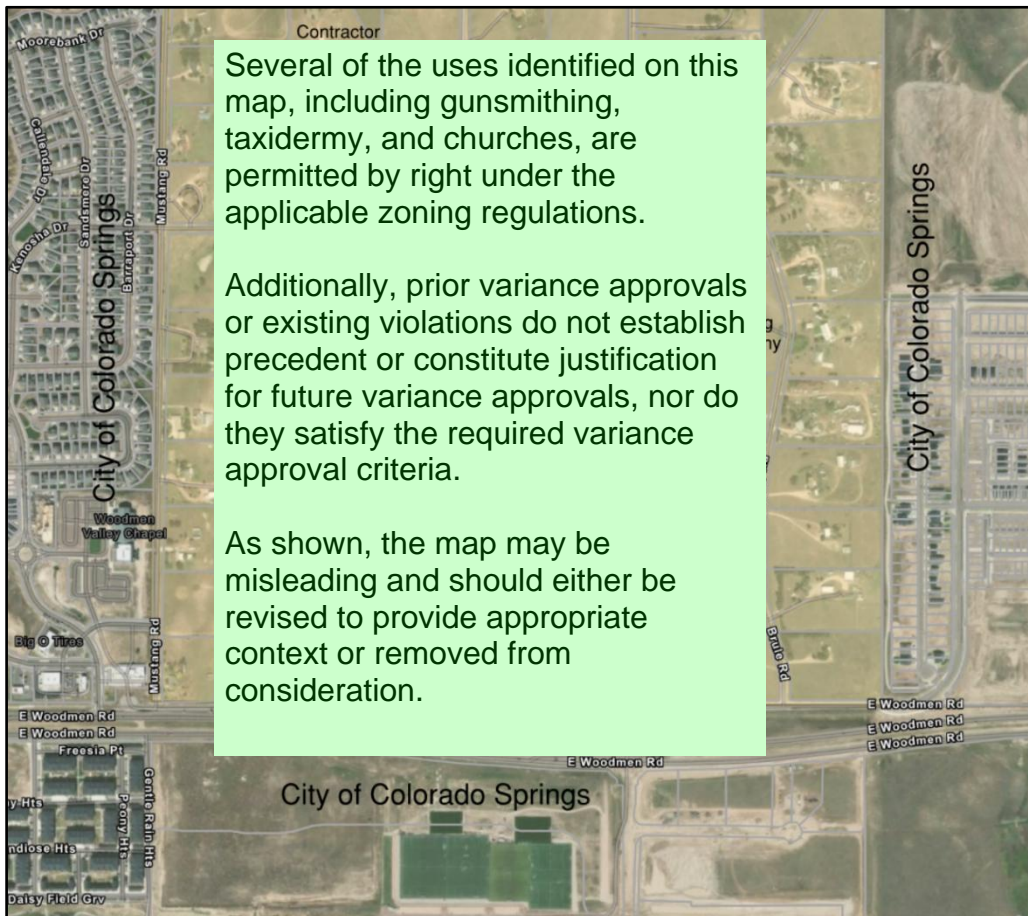 Contractor
Several of the uses identified on this
map, including gunsmithing,
taxidermy, and churches, are
permitted by right under the
applicable zoning regulations.
Additionally, prior variance approvals
or existing violations do not establish
precedent or constitute justification
for future variance approvals, nor do
they satisfy the required variance
approval criteria.
As shown, the map may be
misleading and should either be
revised to provide appropriate
context or removed from
consideration.
Moorebank Dr
Callendale Dr
Kenosha Dr
Sandsmere Dr
Barraport Dr
Mustang Rd
City of Colorado Springs
Woodmen
Valley Chapel
Big O Tires
Mustang Rd
City of Colorado Springs
Brule Rd
E Woodmen Rd
E Woodmen Rd
E Woodmen Rd
E Woodmen Rd
E Woodmen Rd
E Woodmen Rd
Freesia Pt
Gentle Rain Hts
Peony Hts
Daisy Field Grv
City of Colorado Springs